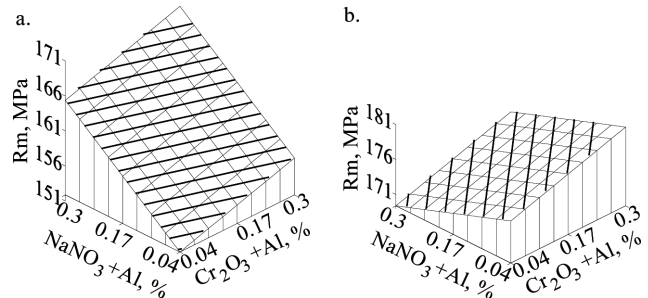 a.
171
166
161
156
151
Rm, MPa
0.3
0.17
0.04
NaNO3 +Al, %
0.04
0.17
0.3
Cr2O3 +Al, %
b.
181
176
171
Rm, MPa
0.3
0.17
0.04
NaNO3 +Al, %
0.04
0.17
0.3
Cr2O3 +Al, %